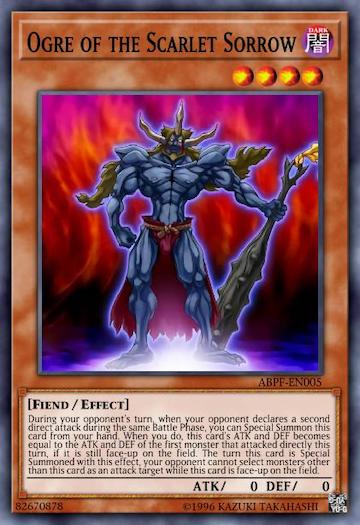 OGRE OF THE SCARLET SORROW
DARK
闇
ABPF-EN005
[FIEND / EFFECT]
During your opponent's turn, when your opponent declares a second
direct attack during the same Battle Phase, you can Special Summon this
card from your hand. When you do, this card's ATK and DEF becomes
equal to the ATK and DEF of the first monster that attacked directly this
turn, if it is still face-up on the field. The turn this card is Special
Summoned with this effect, your opponent cannot select monsters other
than this card as an attack target while this card is face-up on the field.
ATK/ 0 DEF/ 0
82670878
©1996 KAZUKI TAKAHASHI